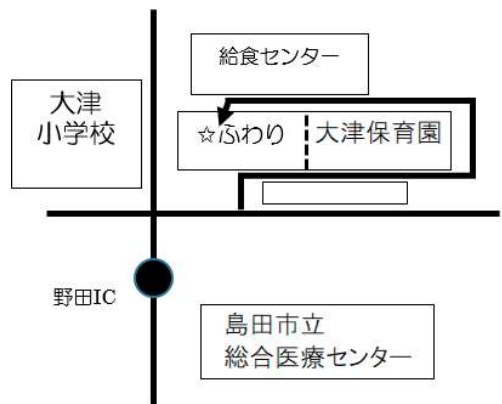 給食センター
大津
小学校
☆ふわり
大津保育園
野田IC
島田市立
総合医療センター